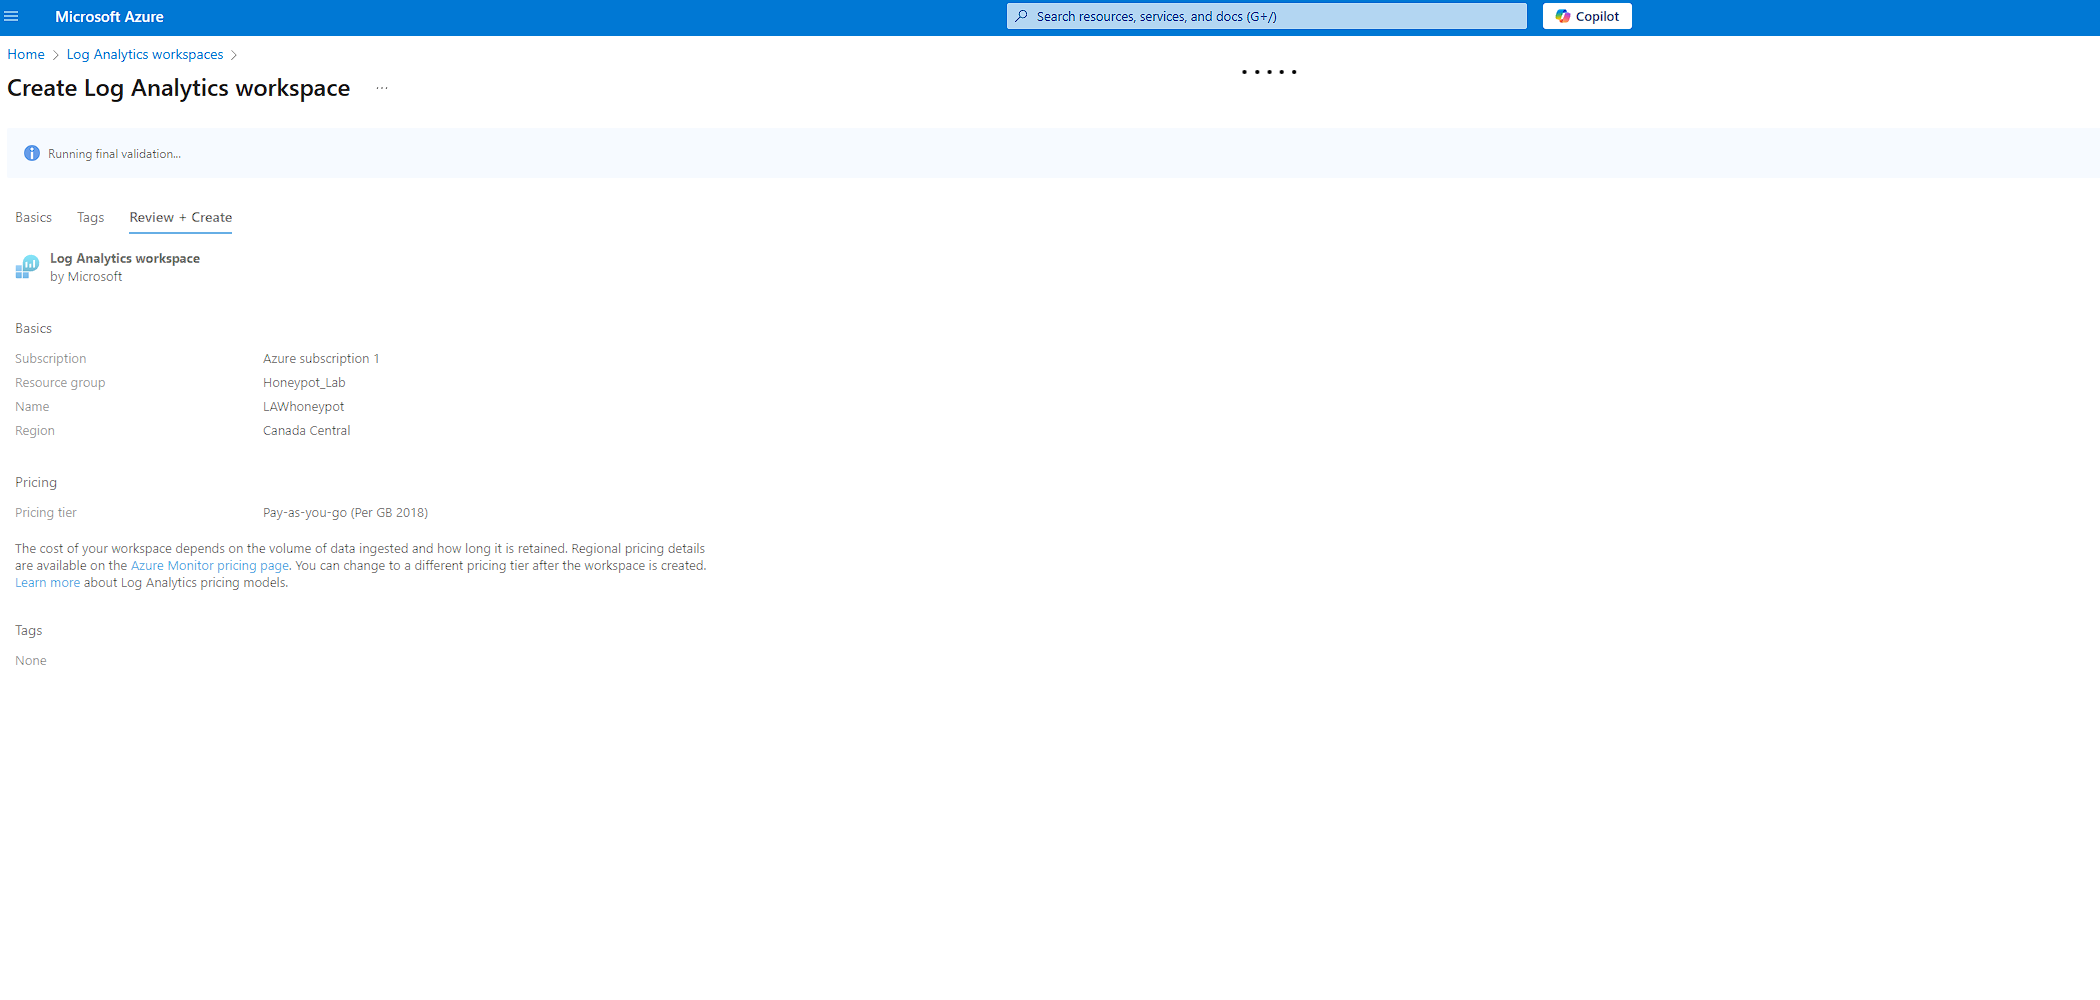 Microsoft Azure
Search resources, services, and docs (G+/)
Copilot
Home > Log Analytics workspaces >
Create Log Analytics workspace ...
Running final validation...
Basics Tags Review + Create
Log Analytics workspace
by Microsoft
Basics
Subscription Azure subscription 1
Resource group Honeypot_Lab
Name LAWhoneypot
Region Canada Central
Pricing
Pricing tier Pay-as-you-go (Per GB 2018)
The cost of your workspace depends on the volume of data ingested and how long it is retained. Regional pricing details
are available on the Azure Monitor pricing page. You can change to a different pricing tier after the workspace is created.
Learn more about Log Analytics pricing models.
Tags
None